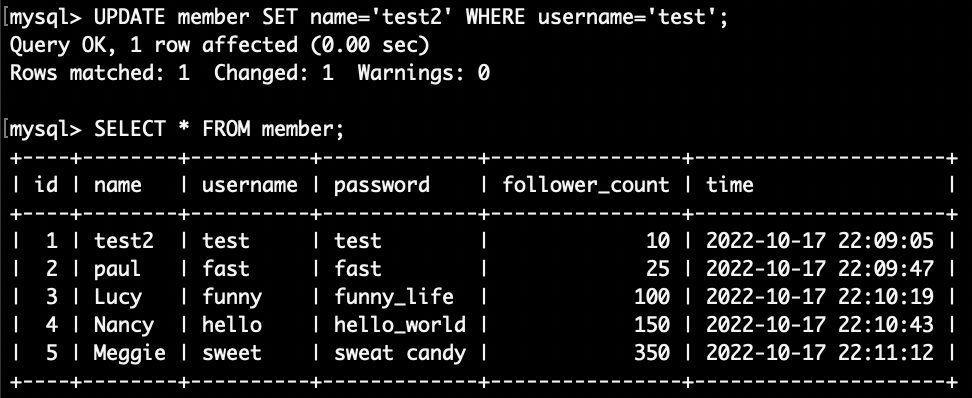 [mysql> UPDATE member SET name='test2' WHERE username='test';
Query OK, 1 row affected (0.00 sec)
Rows matched: 1  Changed: 1  Warnings: 0

[mysql> SELECT * FROM member;
+----+--------+----------+-------------+----------------+---------------------+
| id | name   | username | password    | follower_count | time                |
+----+--------+----------+-------------+----------------+---------------------+
|  1 | test2  | test     | test        |             10 | 2022-10-17 22:09:05 |
|  2 | paul   | fast     | fast        |             25 | 2022-10-17 22:09:47 |
|  3 | Lucy   | funny    | funny_life  |            100 | 2022-10-17 22:10:19 |
|  4 | Nancy  | hello    | hello_world |            150 | 2022-10-17 22:10:43 |
|  5 | Meggie | sweet    | sweat candy |            350 | 2022-10-17 22:11:12 |
+----+--------+----------+-------------+----------------+---------------------+